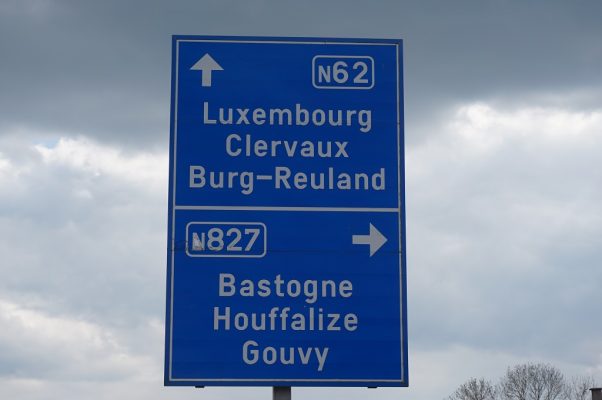 N62
Luxembourg
Clervaux
Burg-Reuland
N827
Bastogne
Houffalize
Gouvy